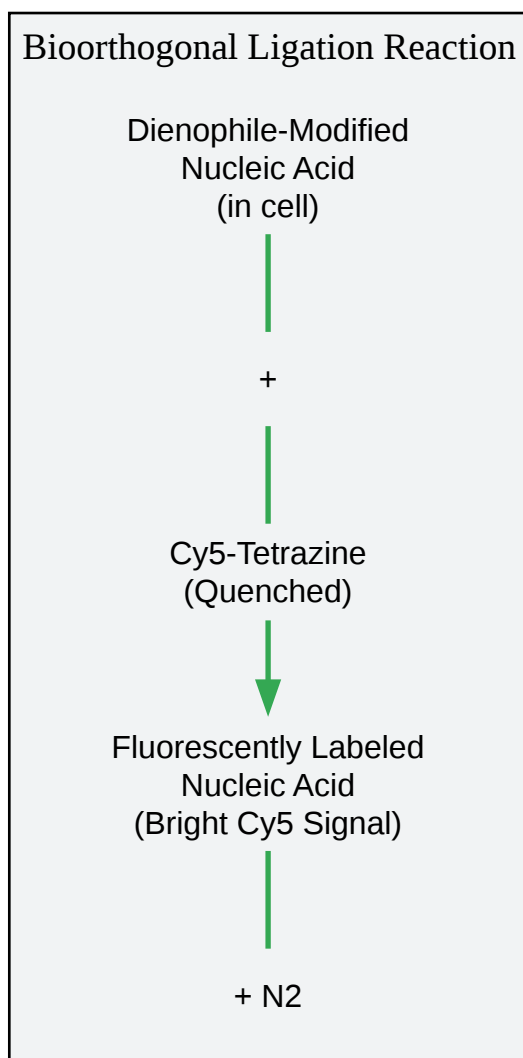 Bioorthogonal Ligation Reaction
Dienophile-Modified
Nucleic Acid
(in cell)
+
Cy5-Tetrazine
(Quenched)
Fluorescently Labeled
Nucleic Acid
(Bright Cy5 Signal)
+ N2